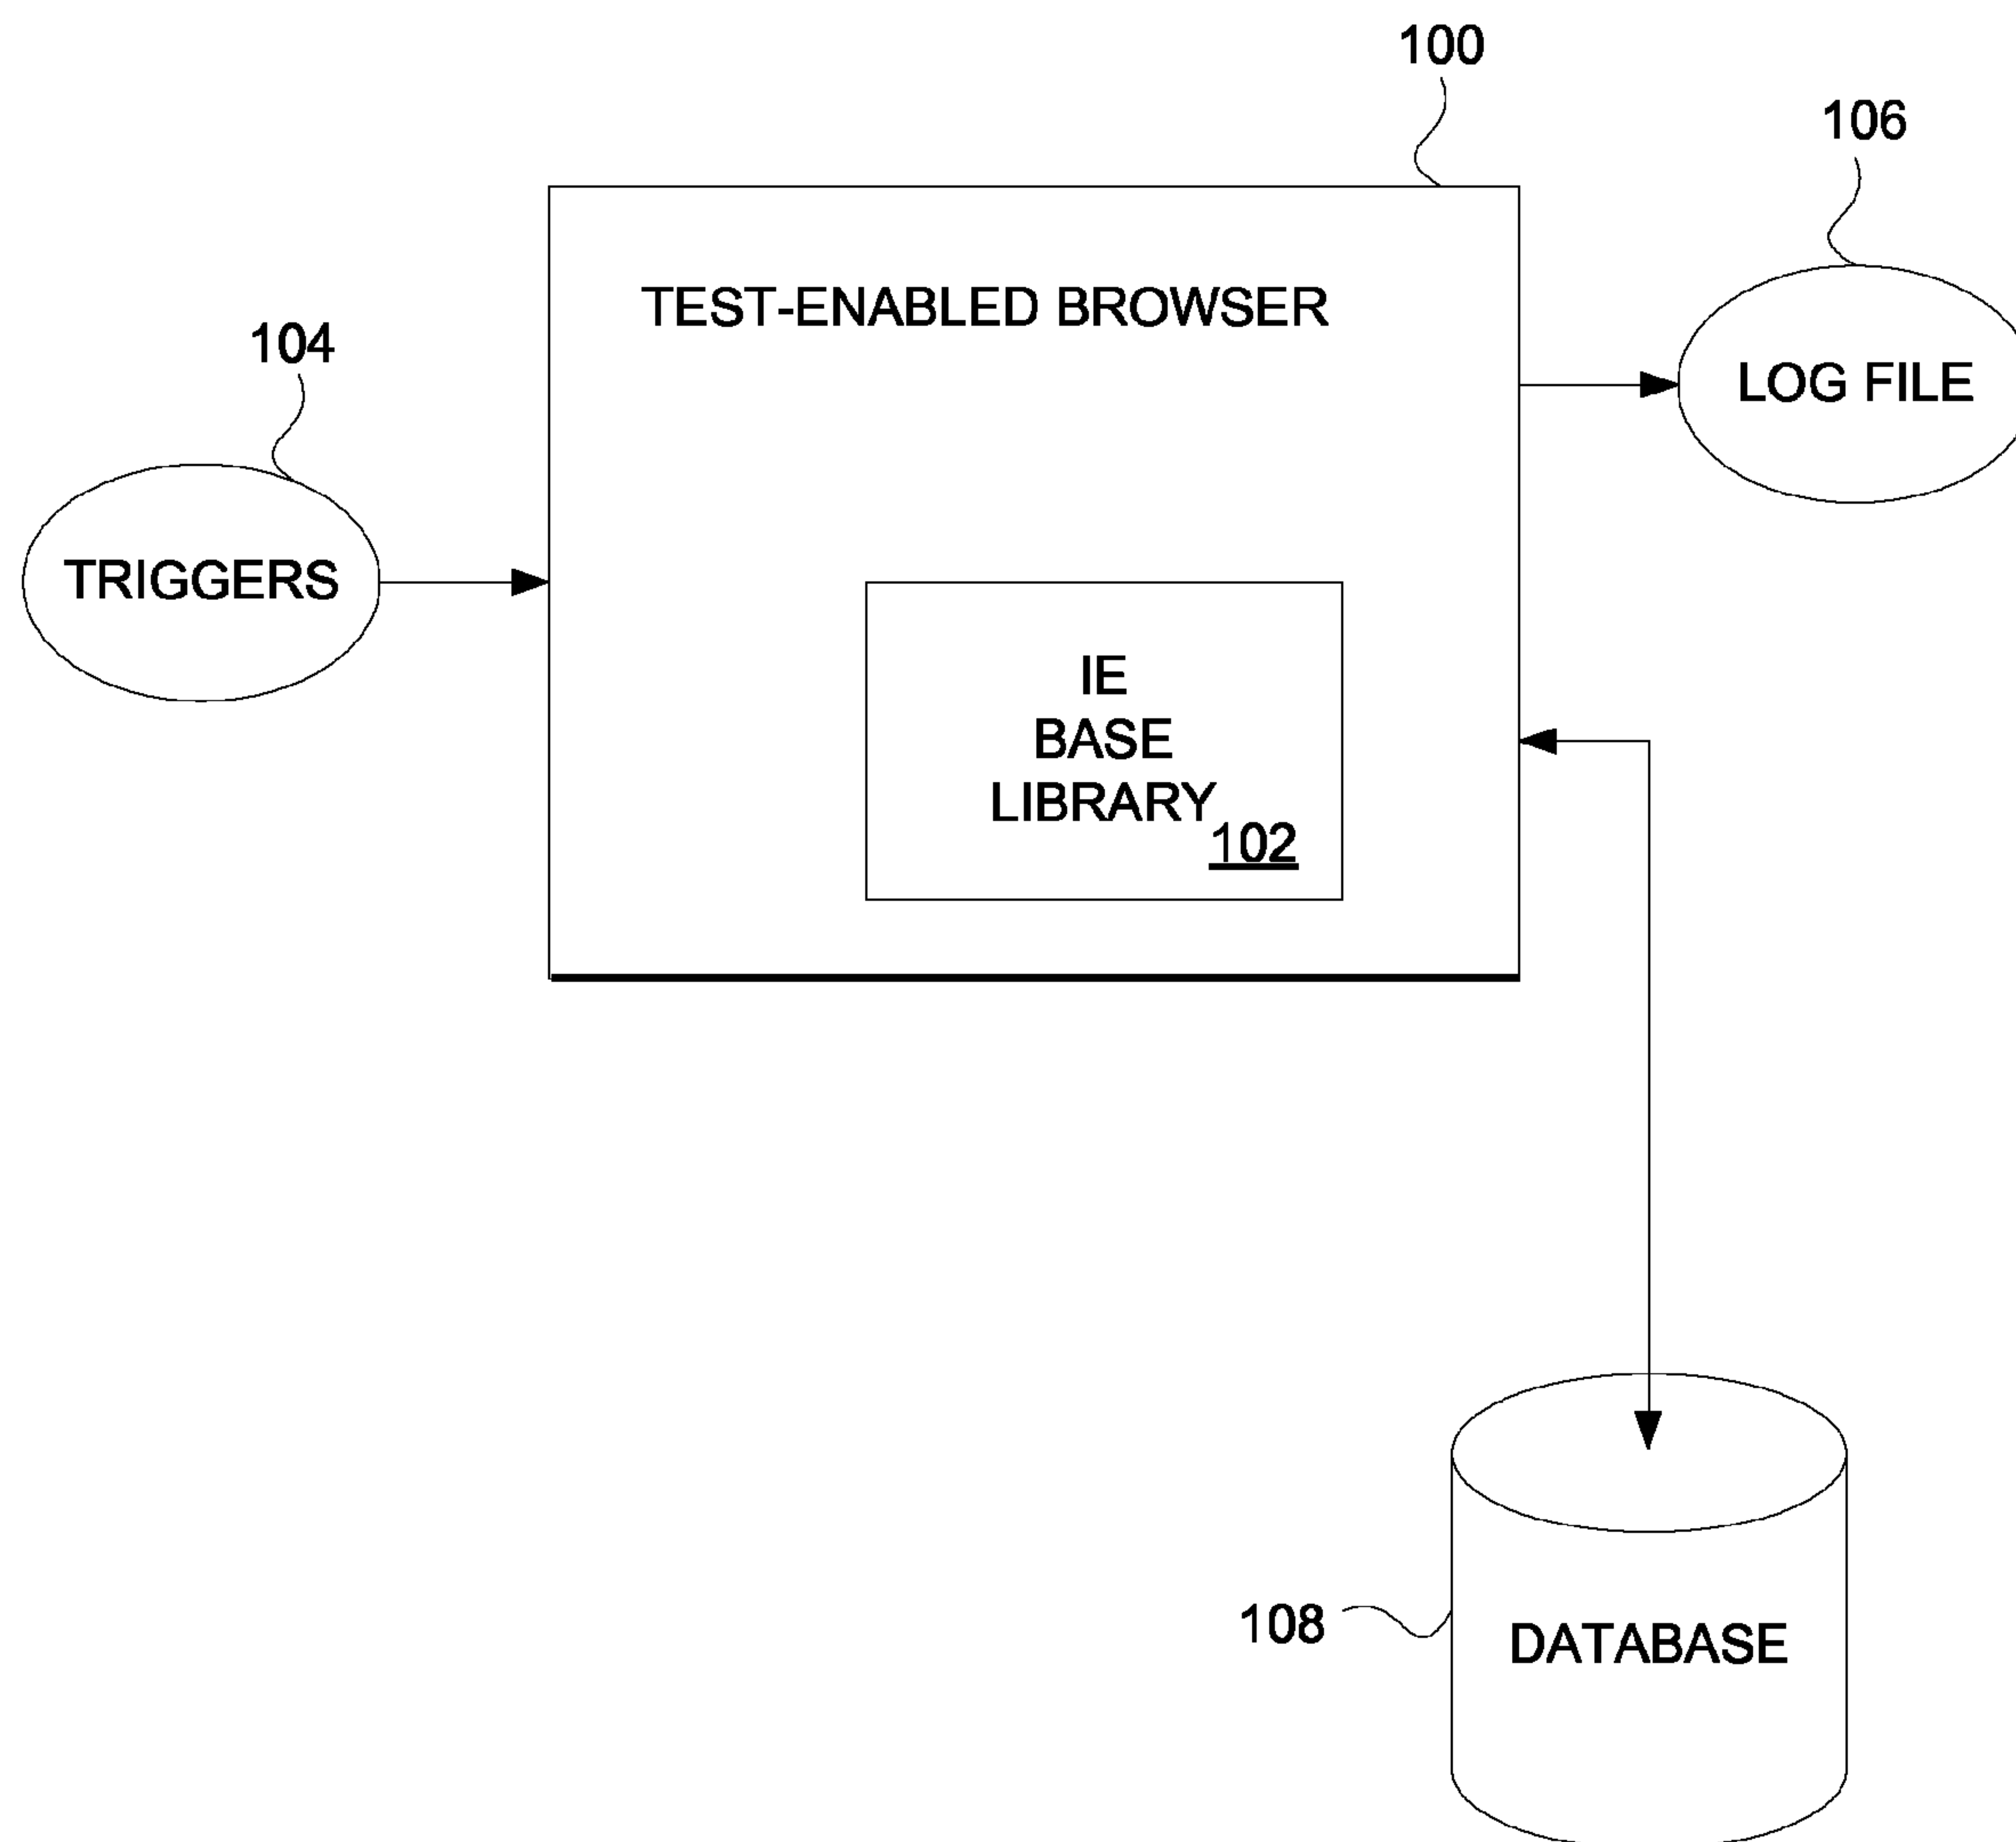 100
106
TEST-ENABLED BROWSER
104
LOG FILE
TRIGGERS
IE
BASE
LIBRARY
102
108
DATABASE